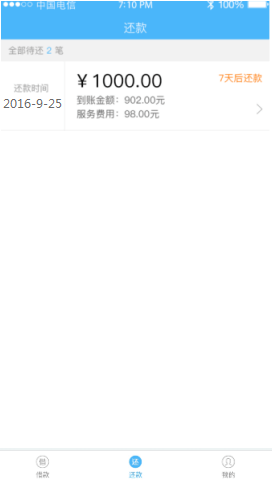 中国电信 7:10 PM 100%
还款
全部待还 2 笔
还款时间
2016-9-25
¥ 1000.00
7天后还款
到账金额：902.00元
服务费用：98.00元
借 还
借款 还款 我的